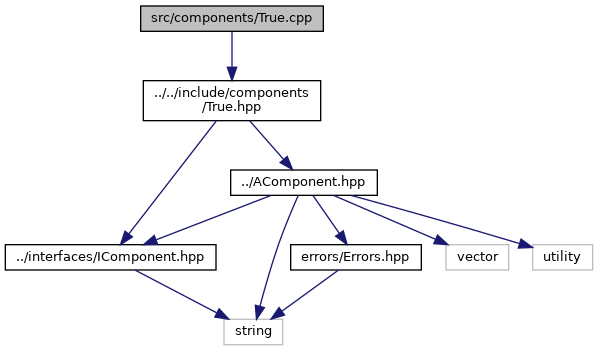 src/components/True.cpp
../../include/components
/True.hpp
../AComponent.hpp
../interfaces/IComponent.hpp
errors/Errors.hpp
vector
utility
string